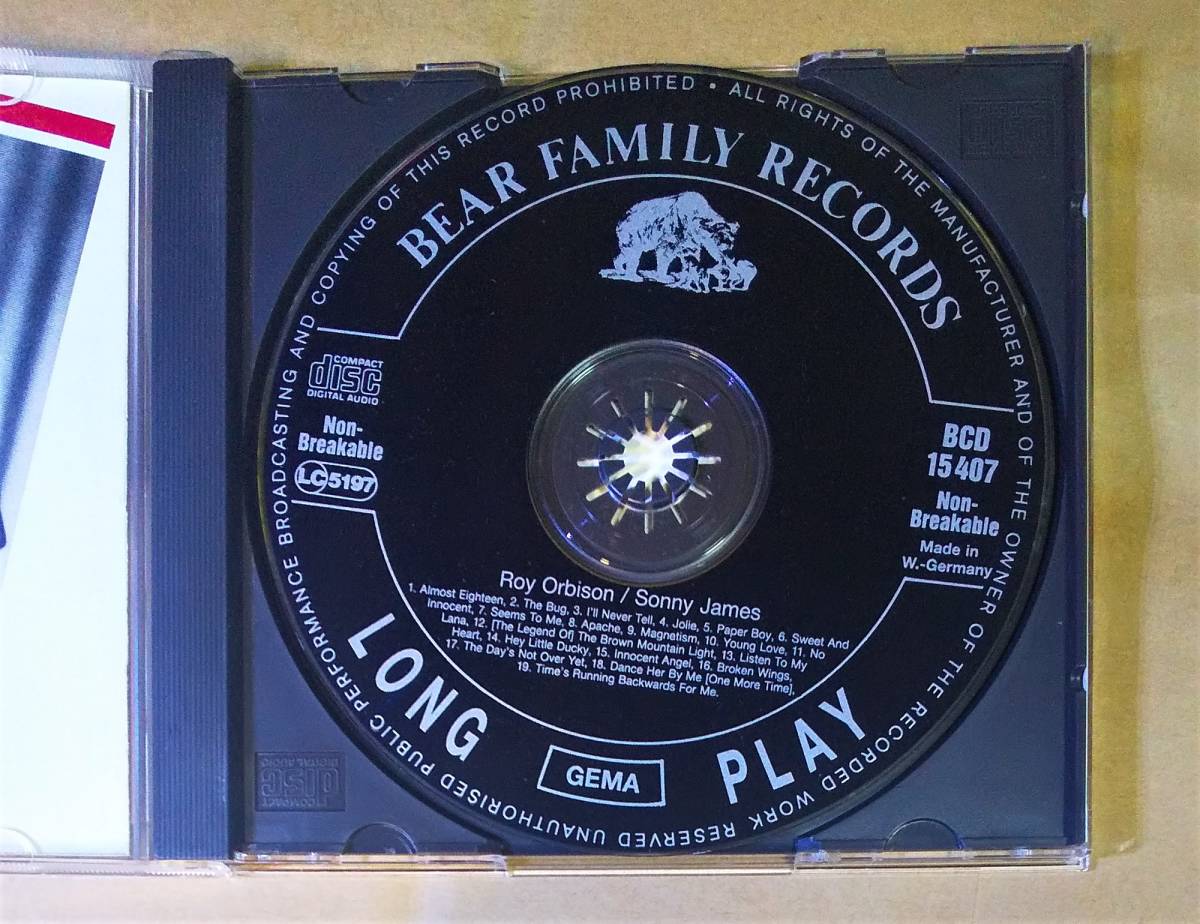 UNAUTHORISED PUBLIC PERFORMANCE BROADCASTING AND COPYING OF THIS RECORD PROHIBITED • ALL RIGHTS OF THE MANUFACTURER AND OF THE OWNER OF THE RECORDED WORK RESERVED
BEAR FAMILY RECORDS
COMPACT
disc
DIGITAL AUDIO
Non-
Breakable
LC 5197
BCD
15 407
Non-
Breakable
Made in
W.-Germany
Roy Orbison / Sonny James
1. Almost Eighteen, 2. The Bug, 3. I'll Never Tell, 4. Jolie, 5. Paper Boy, 6. Sweet And
Innocent, 7. Seems To Me, 8. Apache, 9. Magnetism, 10. Young Love, 11. No
Lana, 12. [The Legend Of] The Brown Mountain Light, 13. Listen To My
Heart, 14. Hey Little Ducky, 15. Innocent Angel, 16. Broken Wings,
17. The Day's Not Over Yet, 18. Dance Her By Me [One More Time],
19. Time's Running Backwards For Me.
LONG PLAY
GEMA
COMPACT
disc
DIGITAL AUDIO
disc